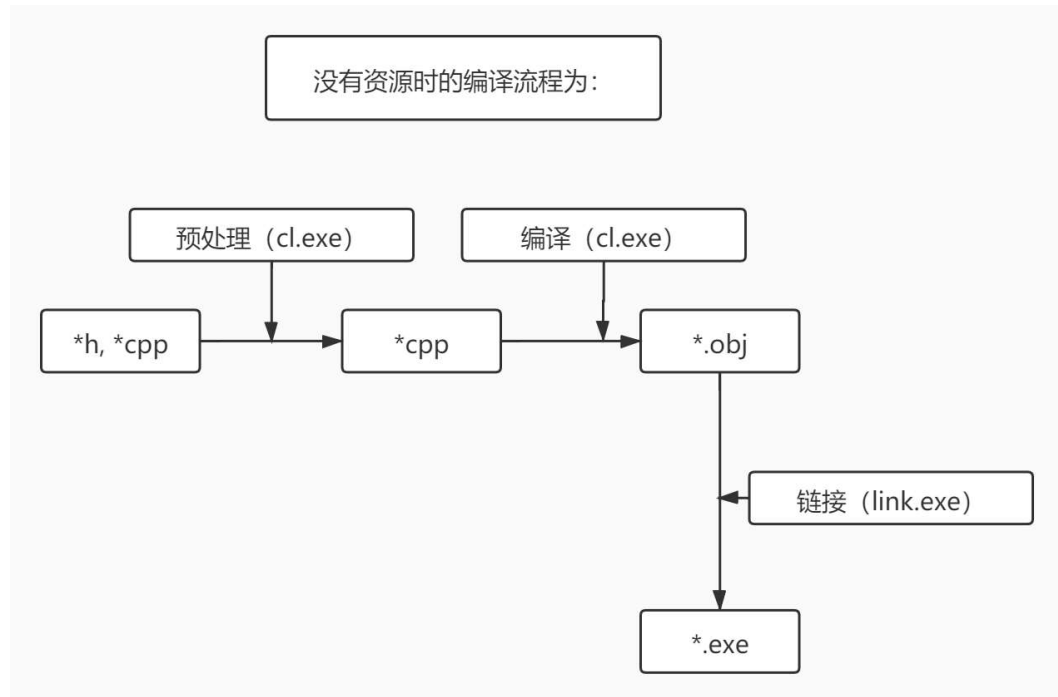 没有资源时的编译流程为：
预处理（cl.exe）
编译（cl.exe）
*h, *cpp
*cpp
*.obj
链接（link.exe）
*.exe